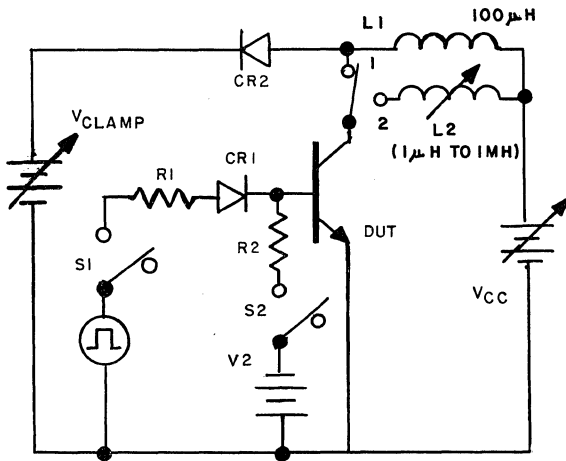 L1
100μH
CR2
1
2
L2
(1μH TO 1MH)
VCLAMP
R1
CR1
R2
DUT
S1
S2
V2
VCC